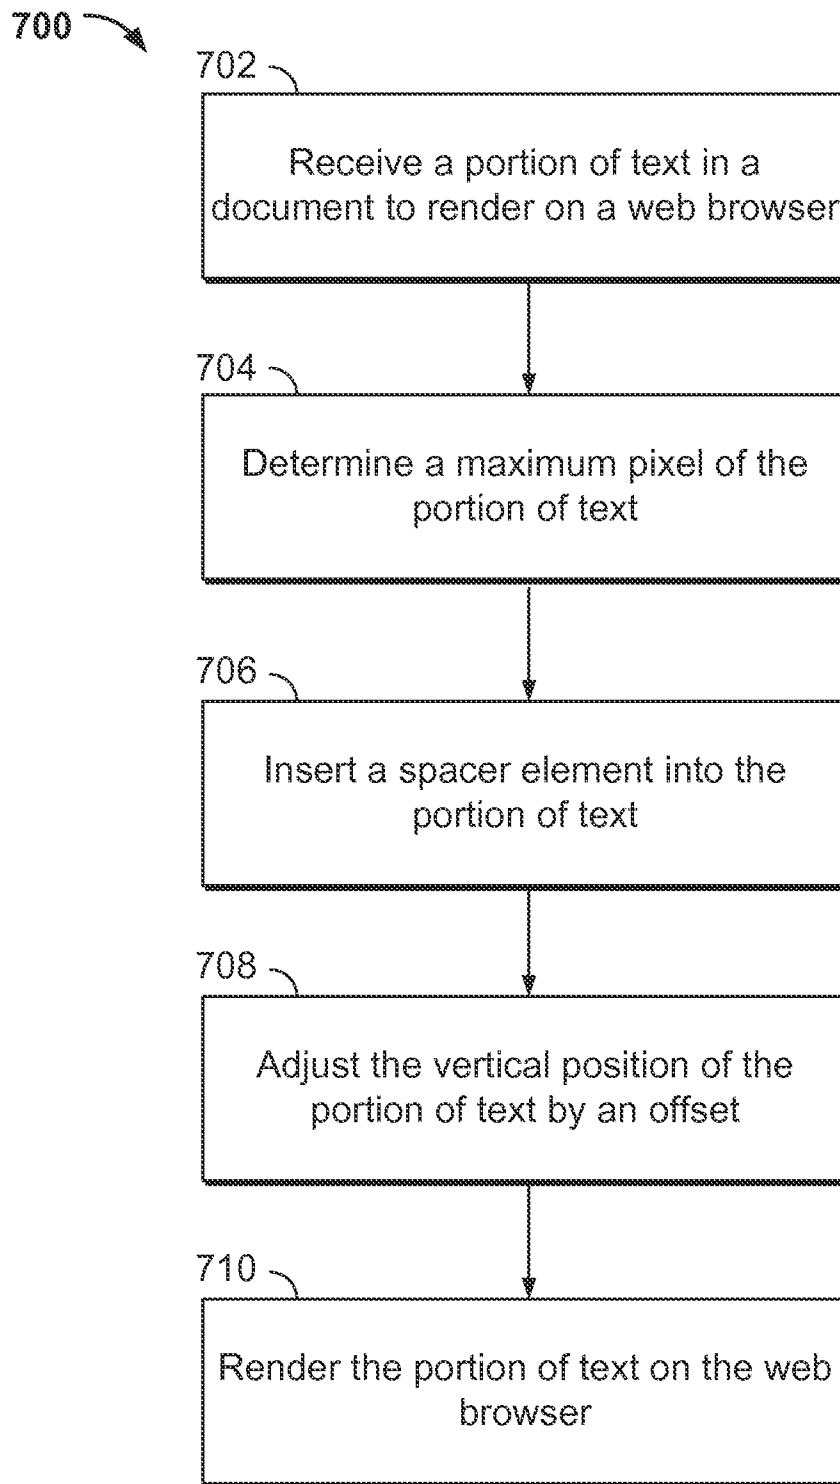 700
702
Receive a portion of text in a
document to render on a web browser
704
Determine a maximum pixel of the
portion of text
706
Insert a spacer element into the
portion of text
708
Adjust the vertical position of the
portion of text by an offset
710
Render the portion of text on the web
browser